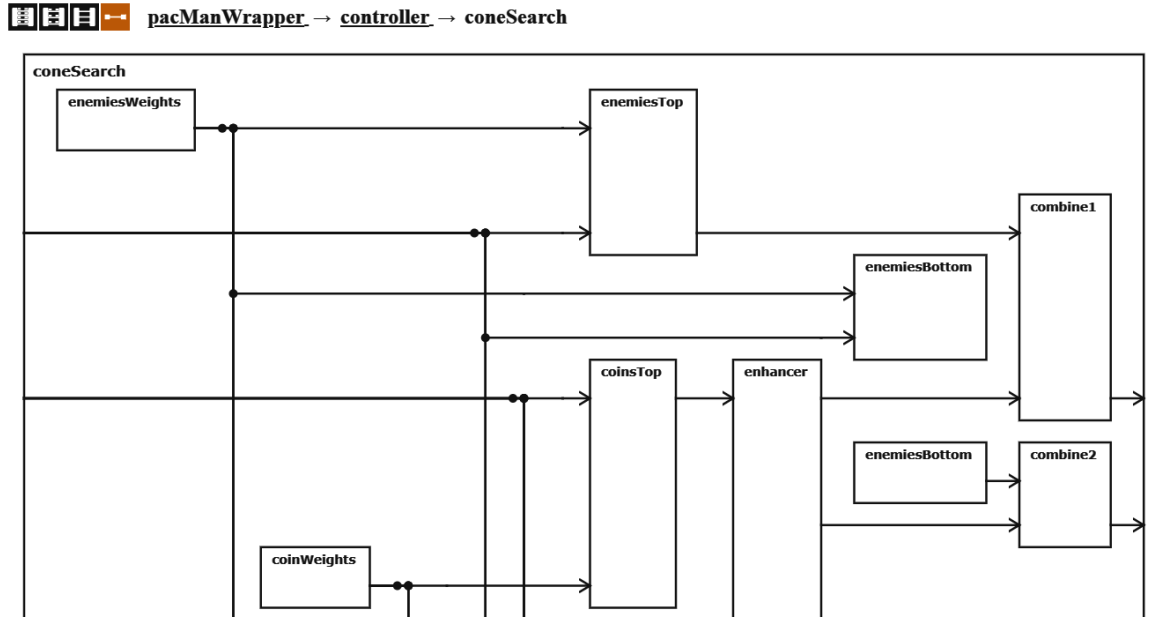 pacManWrapper → controller → coneSearch
coneSearch
enemiesWeights
enemiesTop
combine1
enemiesBottom
coinsTop
enhancer
enemiesBottom
combine2
coinWeights